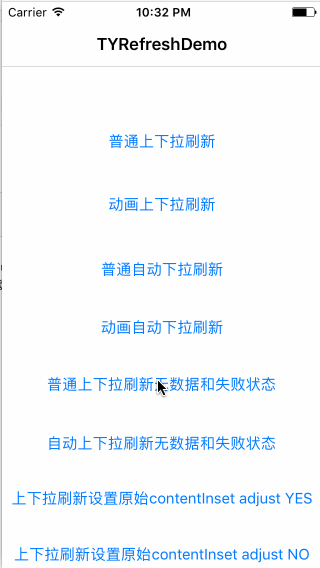 Carrier 10:32 PM
TYRefreshDemo
普通上下拉刷新
动画上下拉刷新
普通自动下拉刷新
动画自动下拉刷新
普通上下拉刷新无数据和失败状态
自动上下拉刷新无数据和失败状态
上下拉刷新设置原始contentInset adjust YES
上下拉刷新设置原始contentInset adjust NO